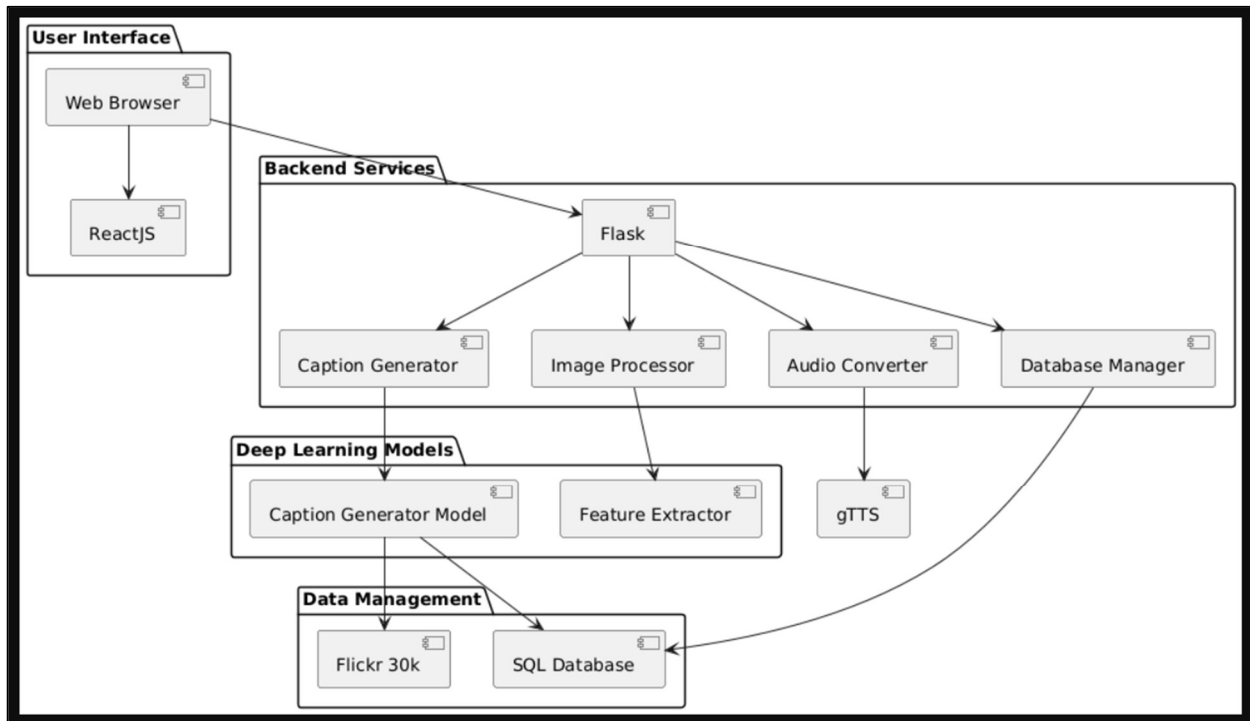 User Interface
Web Browser
ReactJS
Backend Services
Flask
Caption Generator
Image Processor
Audio Converter
Database Manager
Deep Learning Models
Caption Generator Model
Feature Extractor
gTTS
Data Management
Flickr 30k
SQL Database